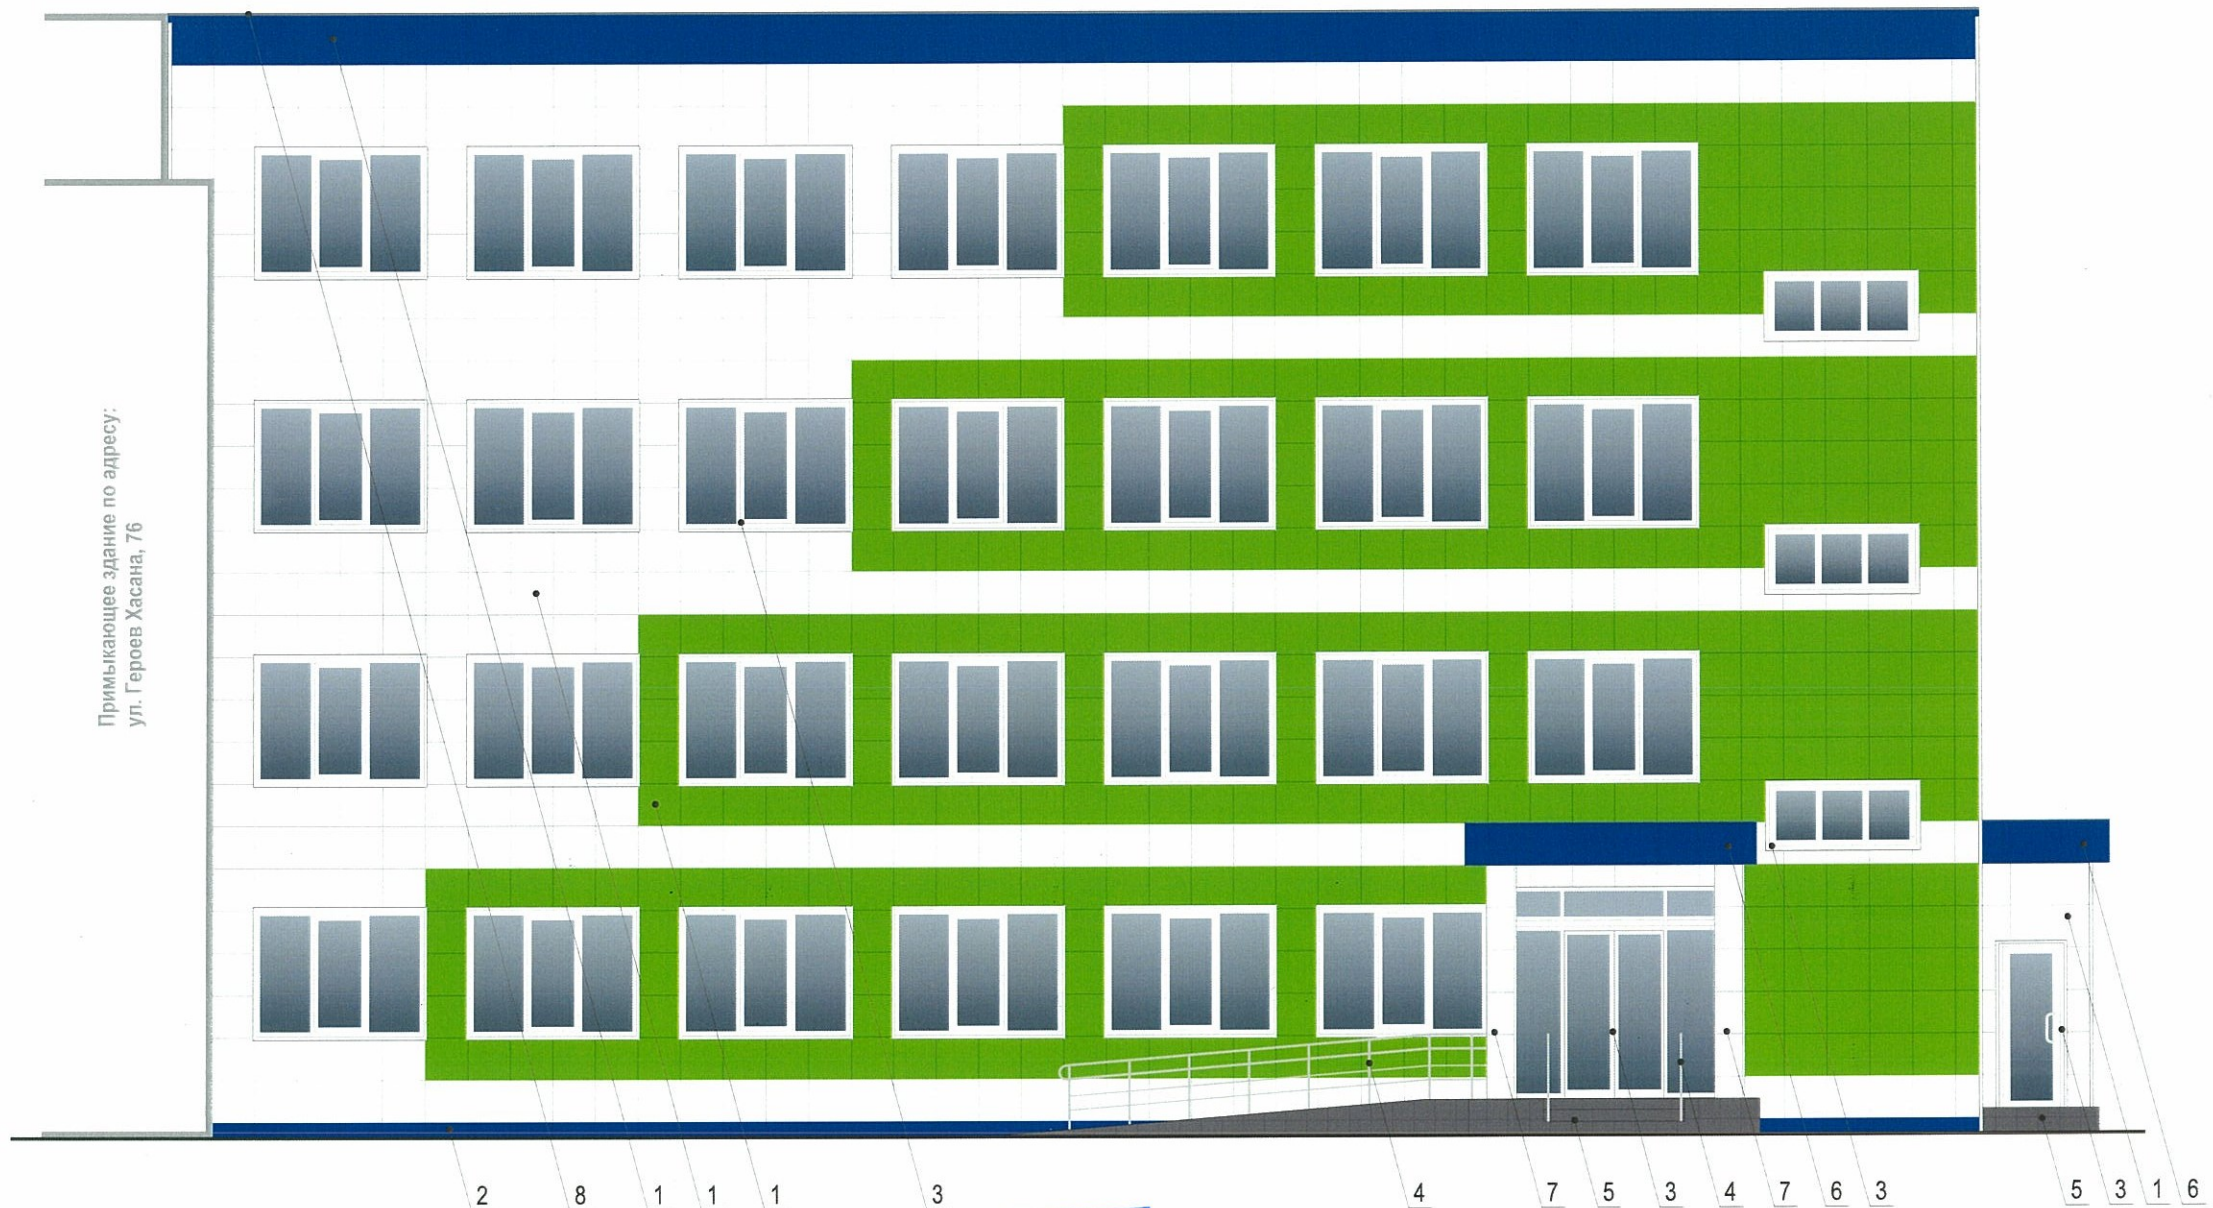 Примыкающее здание по адресу:
ул. Героев Хасана, 76
2 8 1 1 1 3 4 7 5 3 4 7 6 3 5 3 1 6